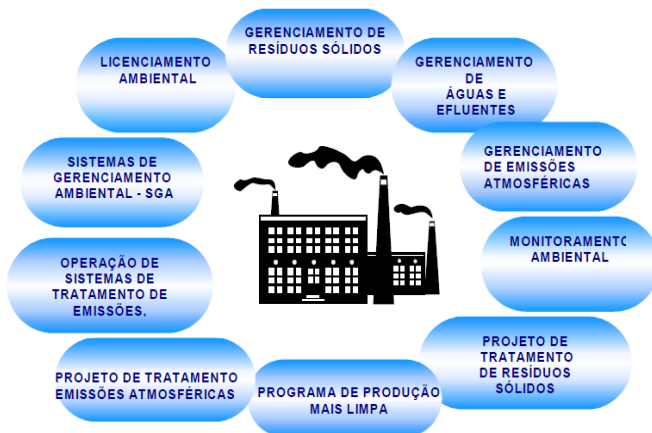 GERENCIAMENTO DE
RESÍDUOS SÓLIDOS
GERENCIAMENTO
DE
ÁGUAS E
EFLUENTES
GERENCIAMENTO
DE EMISSÕES
ATMOSFÉRICAS
MONITORAMENTO
AMBIENTAL
PROJETO DE
TRATAMENTO
DE RESÍDUOS
SÓLIDOS
PROGRAMA DE PRODUÇÃO
MAIS LIMPA
PROJETO DE TRATAMENTO
EMISSÕES ATMOSFÉRICAS
OPERAÇÃO DE
SISTEMAS DE
TRATAMENTO DE
EMISSÕES,
SISTEMAS DE
GERENCIAMENTO
AMBIENTAL - SGA
LICENCIAMENTO
AMBIENTAL